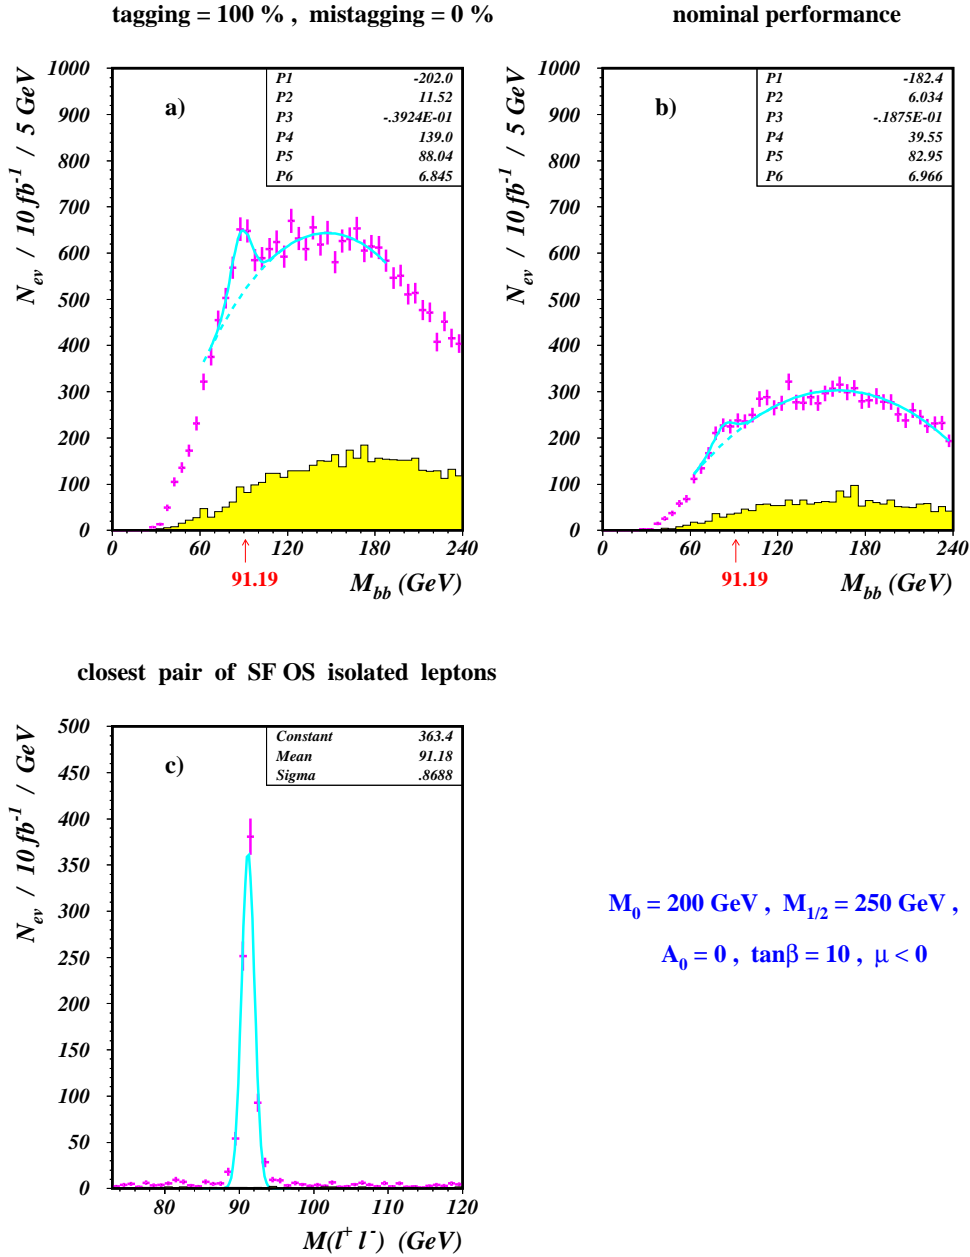 tagging = 100 % , mistagging = 0 %
nominal performance
N_ev / 10 fb^-1 / 5 GeV
1000
900
800
700
600
500
400
300
200
100
0
a)
P1 -202.0
P2 11.52
P3 -.3924E-01
P4 139.0
P5 88.04
P6 6.845
0 60 120 180 240
91.19
M_bb (GeV)
N_ev / 10 fb^-1 / 5 GeV
1000
900
800
700
600
500
400
300
200
100
0
b)
P1 -182.4
P2 6.034
P3 -.1875E-01
P4 39.55
P5 82.95
P6 6.966
0 60 120 180 240
91.19
M_bb (GeV)
closest pair of SF OS isolated leptons
N_ev / 10 fb^-1 / GeV
500
450
400
350
300
250
200
150
100
50
0
c)
Constant 363.4
Mean 91.18
Sigma .8688
80 90 100 110 120
M(l^+ l^-) (GeV)
M_0 = 200 GeV , M_1/2 = 250 GeV ,
A_0 = 0 , tanβ = 10 , μ < 0